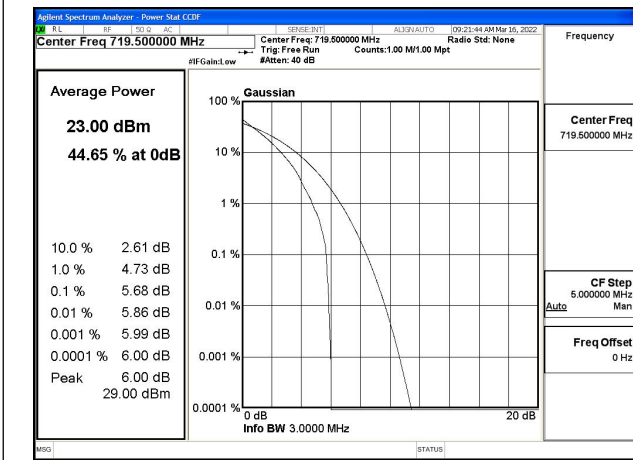 Agilent Spectrum Analyzer - Power Stat CCDF
RL RF 50 Ω AC SENSE:INT ALIGN AUTO 09:21:44 AM Mar 16, 2022
Center Freq 719.500000 MHz
Center Freq: 719.500000 MHz Radio Std: None
Trig: Free Run Counts:1.00 M/1.00 Mpt
#IFGain:Low #Atten: 40 dB
Average Power
23.00 dBm
44.65 % at 0dB
10.0 % 2.61 dB
1.0 % 4.73 dB
0.1 % 5.68 dB
0.01 % 5.86 dB
0.001 % 5.99 dB
0.0001 % 6.00 dB
Peak 6.00 dB
29.00 dBm
Gaussian
100 %
10 %
1 %
0.1 %
0.01 %
0.001 %
0.0001 %
0 dB 20 dB
Info BW 3.0000 MHz
Frequency
Center Freq
719.500000 MHz
CF Step
5.000000 MHz
Auto Man
Freq Offset
0 Hz
MSG STATUS